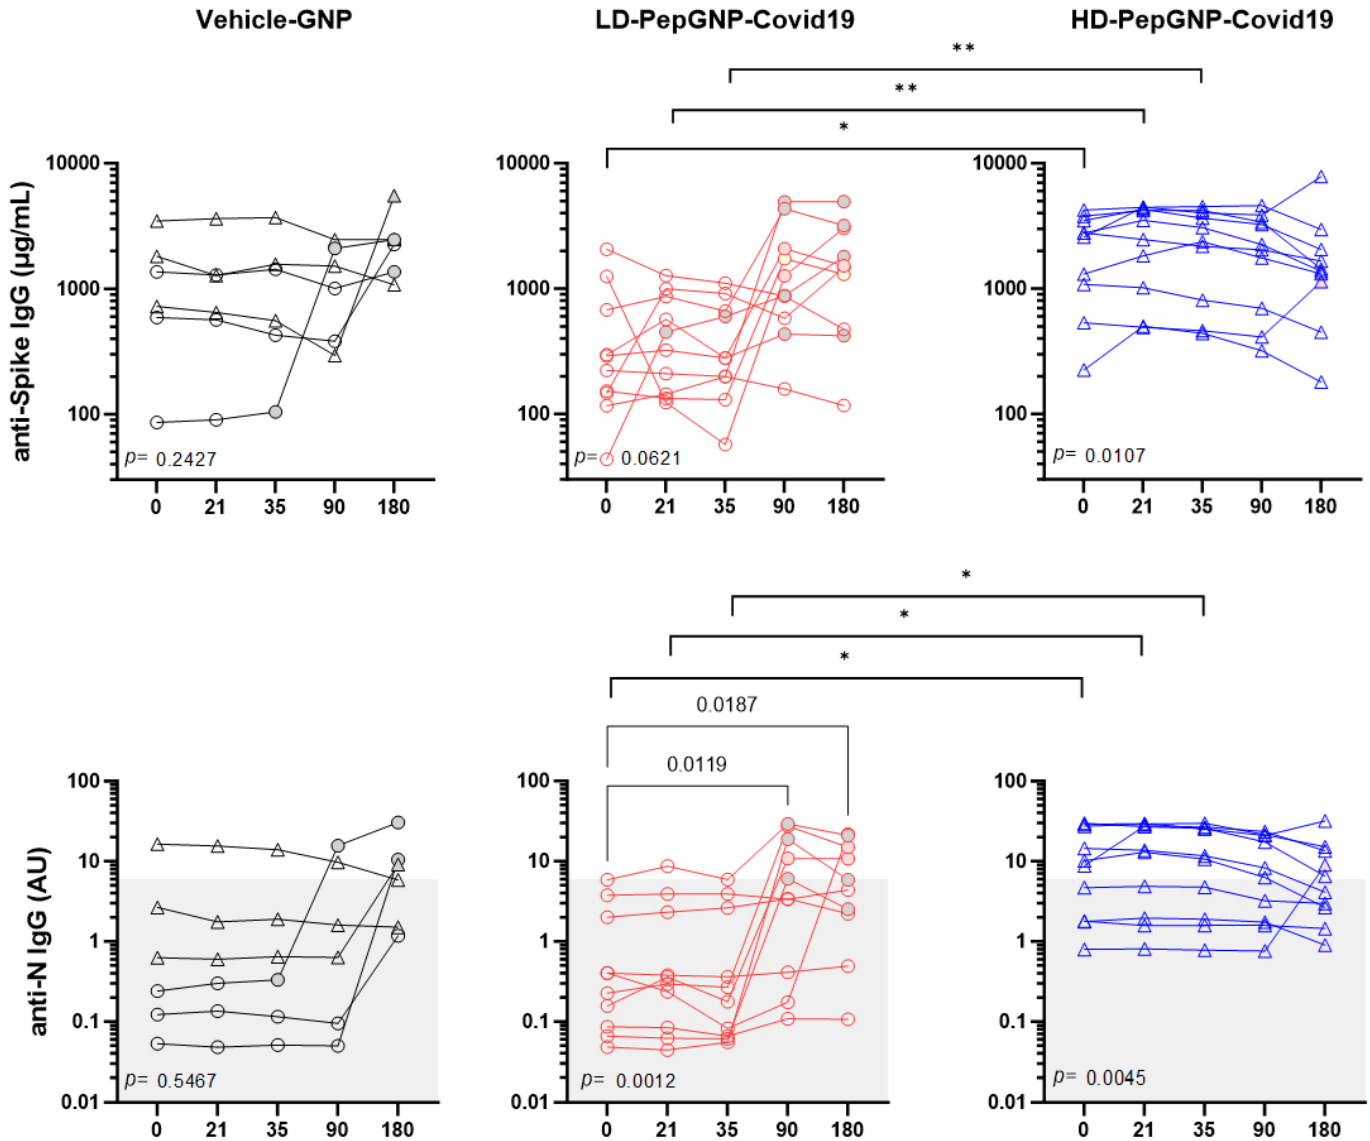 Vehicle-GNP LD-PepGNP-Covid19 HD-PepGNP-Covid19
**
**
*
anti-Spike IgG (µg/mL)
10000 10000 10000
1000 1000 1000
100 100 100
p= 0.2427 p= 0.0621 p= 0.0107
0 21 35 90 180 0 21 35 90 180 0 21 35 90 180
*
*
*
0.0187
0.0119
anti-N IgG (AU)
100 100 100
10 10 10
1 1 1
0.1 0.1 0.1
p= 0.5467 p= 0.0012 p= 0.0045
0.01 0.01 0.01
0 21 35 90 180 0 21 35 90 180 0 21 35 90 180